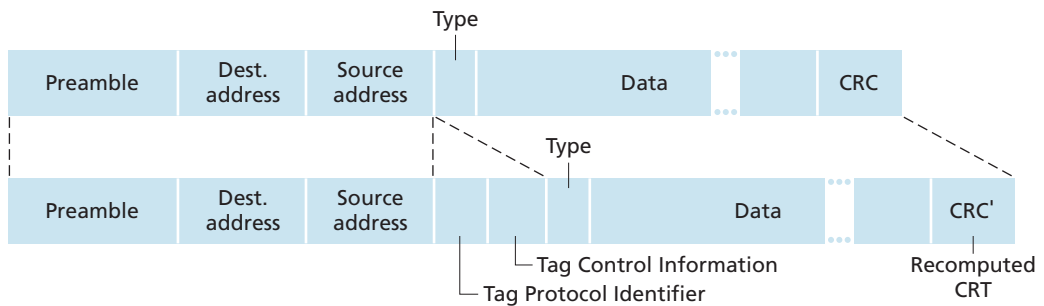 Type
Preamble
Dest.
address
Source
address
Data
CRC
Type
Preamble
Dest.
address
Source
address
Data
CRC'
Tag Control Information
Tag Protocol Identifier
Recomputed
CRT